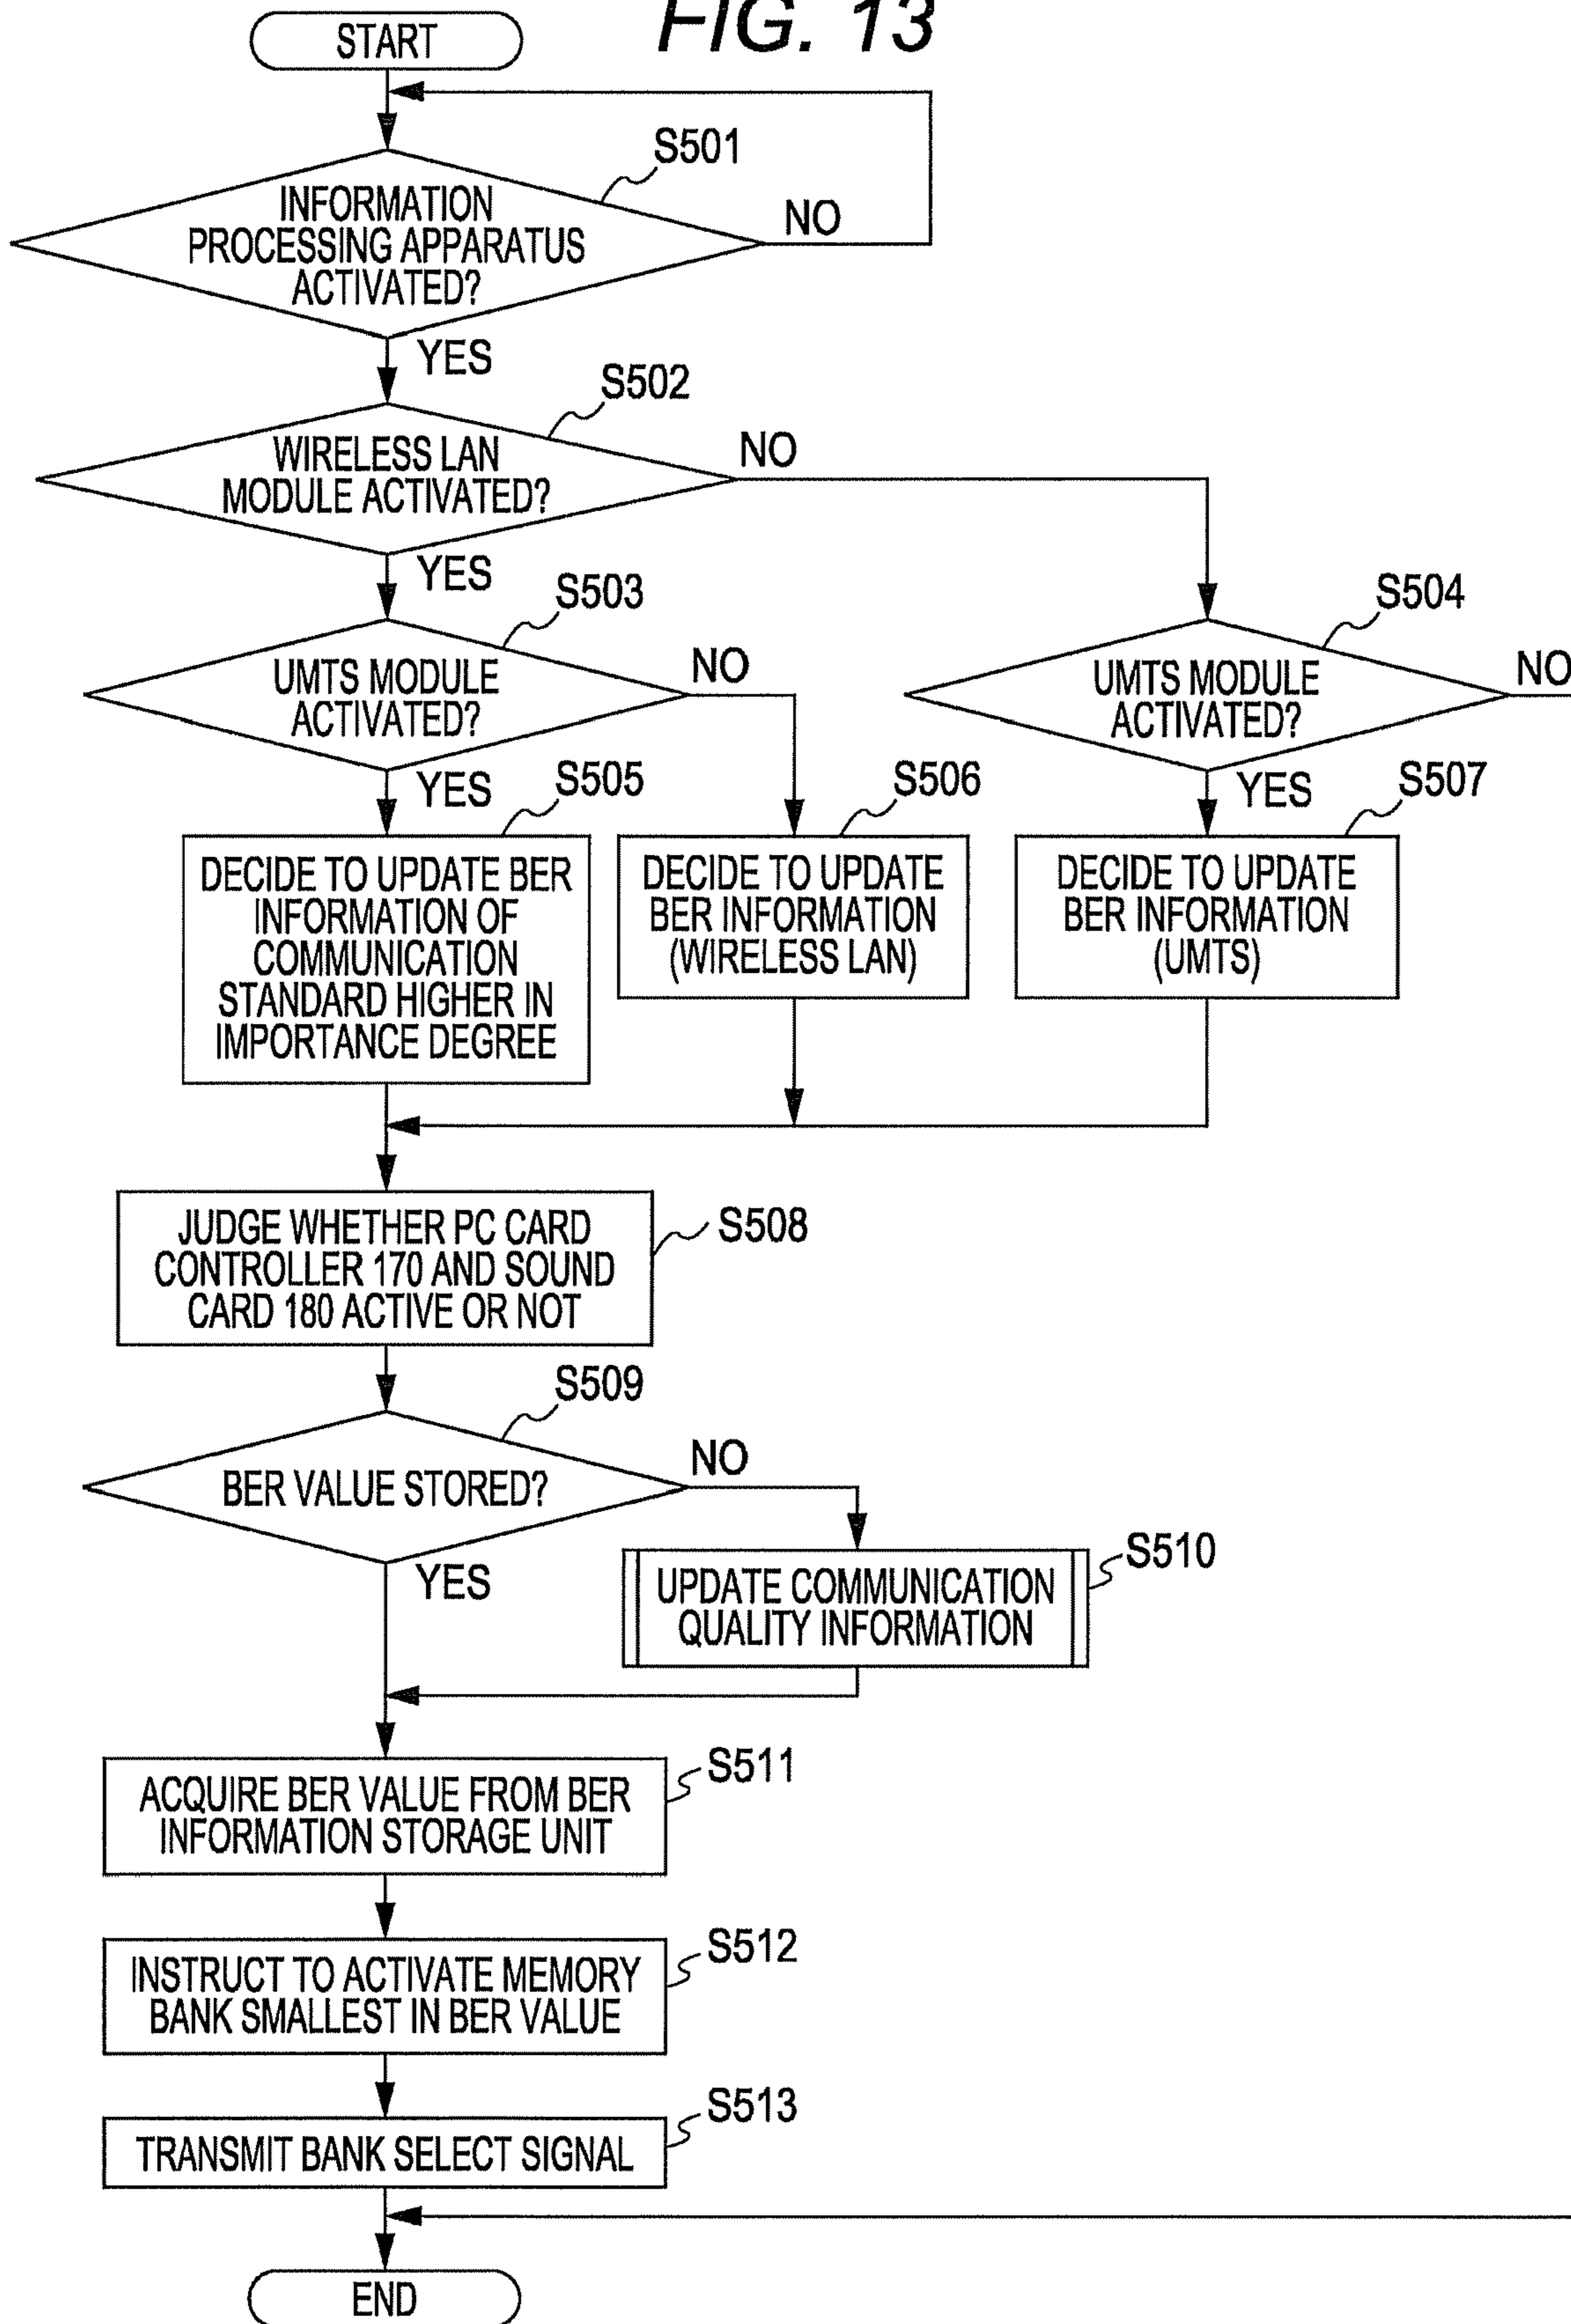 FIG. 13
START
S501
INFORMATION
PROCESSING APPARATUS
ACTIVATED?
NO
YES
S502
WIRELESS LAN
MODULE ACTIVATED?
NO
YES
S503
UMTS MODULE
ACTIVATED?
NO
YES
S504
UMTS MODULE
ACTIVATED?
NO
YES
S505
DECIDE TO UPDATE BER
INFORMATION OF
COMMUNICATION
STANDARD HIGHER IN
IMPORTANCE DEGREE
S506
DECIDE TO UPDATE
BER INFORMATION
(WIRELESS LAN)
S507
DECIDE TO UPDATE
BER INFORMATION
(UMTS)
S508
JUDGE WHETHER PC CARD
CONTROLLER 170 AND SOUND
CARD 180 ACTIVE OR NOT
S509
BER VALUE STORED?
NO
YES
S510
UPDATE COMMUNICATION
QUALITY INFORMATION
S511
ACQUIRE BER VALUE FROM BER
INFORMATION STORAGE UNIT
S512
INSTRUCT TO ACTIVATE MEMORY
BANK SMALLEST IN BER VALUE
S513
TRANSMIT BANK SELECT SIGNAL
END